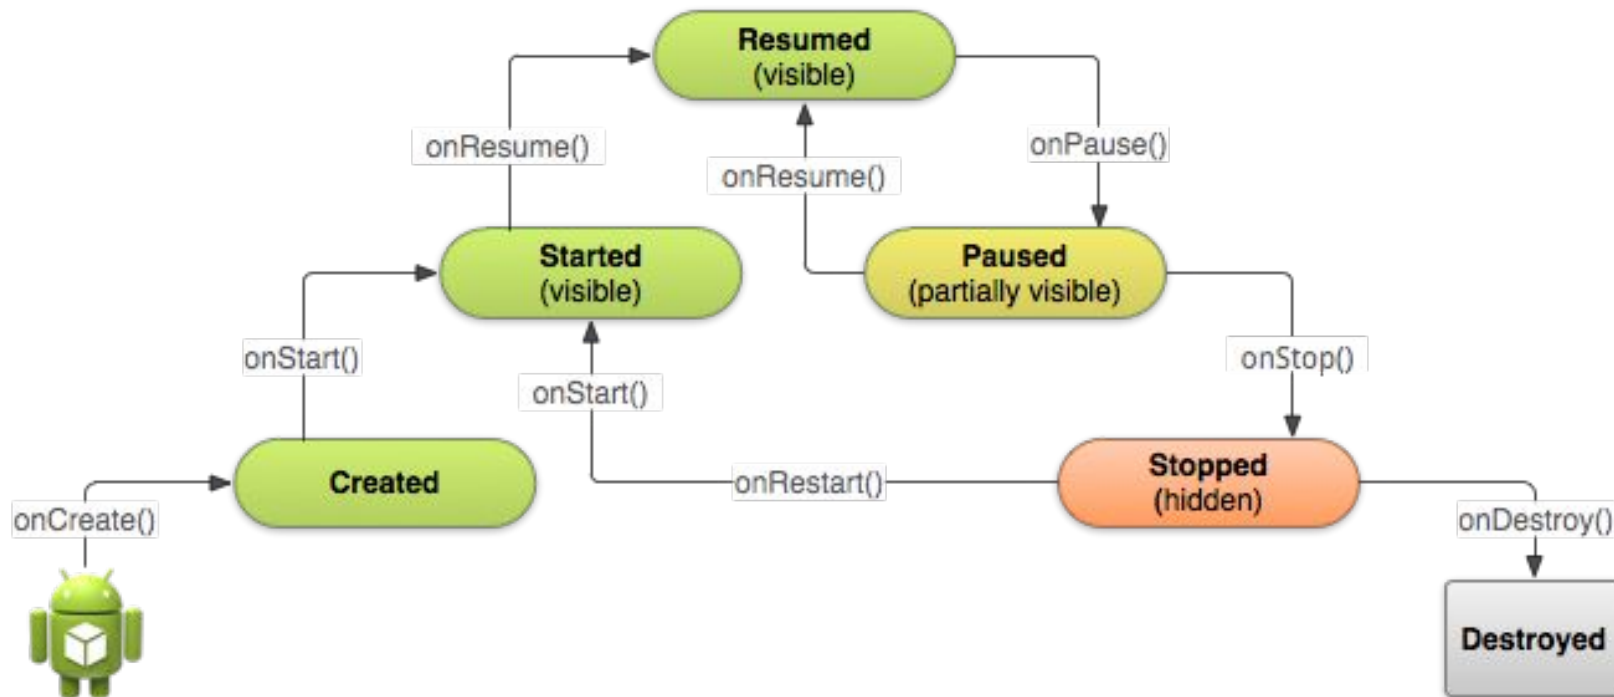 Resumed
(visible)
onResume()
onPause()
onResume()
Started
(visible)
Paused
(partially visible)
onStart()
onStop()
onStart()
Created
onRestart()
Stopped
(hidden)
onCreate()
onDestroy()
Destroyed